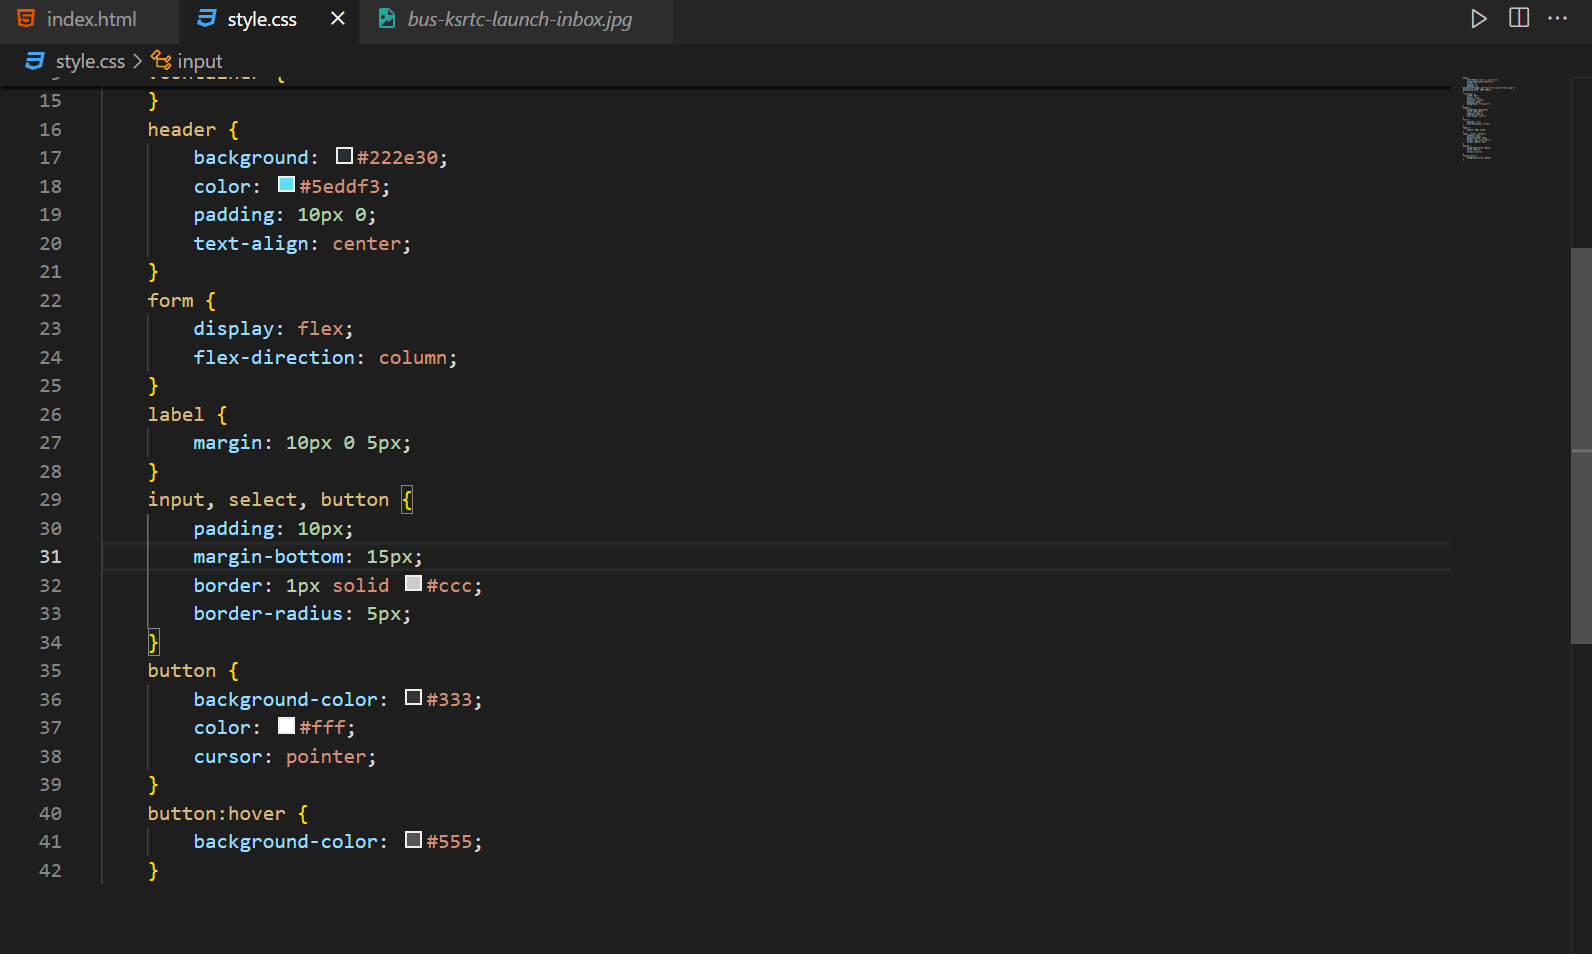 index.html style.css bus-ksrtc-launch-inbox.jpg
style.css > input
15 }
16 header {
17 background: #222e30;
18 color: #5eddf3;
19 padding: 10px 0;
20 text-align: center;
21 }
22 form {
23 display: flex;
24 flex-direction: column;
25 }
26 label {
27 margin: 10px 0 5px;
28 }
29 input, select, button {
30 padding: 10px;
31 margin-bottom: 15px;
32 border: 1px solid #ccc;
33 border-radius: 5px;
34 }
35 button {
36 background-color: #333;
37 color: #fff;
38 cursor: pointer;
39 }
40 button:hover {
41 background-color: #555;
42 }